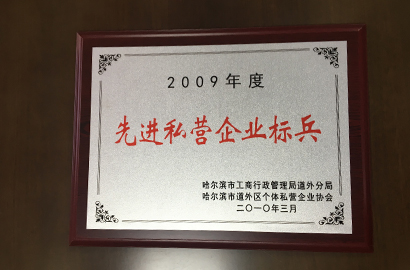 2009年度
先进私营企业标兵
哈尔滨市工商行政管理局道外分局
哈尔滨市道外区个体私营企业协会
二〇一〇年三月